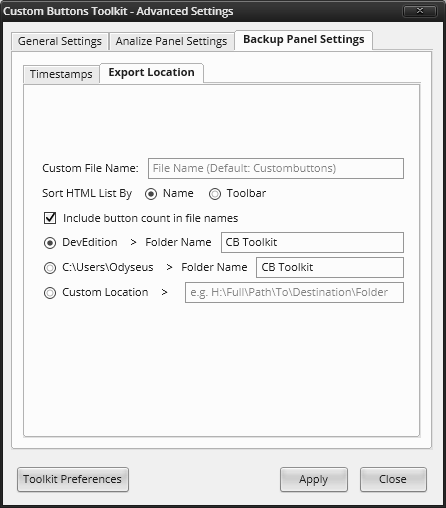 Custom Buttons Toolkit - Advanced Settings
General Settings Analize Panel Settings Backup Panel Settings
Timestamps Export Location
Custom File Name: File Name (Default: Custombuttons)
Sort HTML List By Name Toolbar
Include button count in file names
DevEdition > Folder Name CB Toolkit
C:\Users\Odyseus > Folder Name CB Toolkit
Custom Location > e.g. H:\Full\Path\To\Destination\Folder
Toolkit Preferences Apply Close